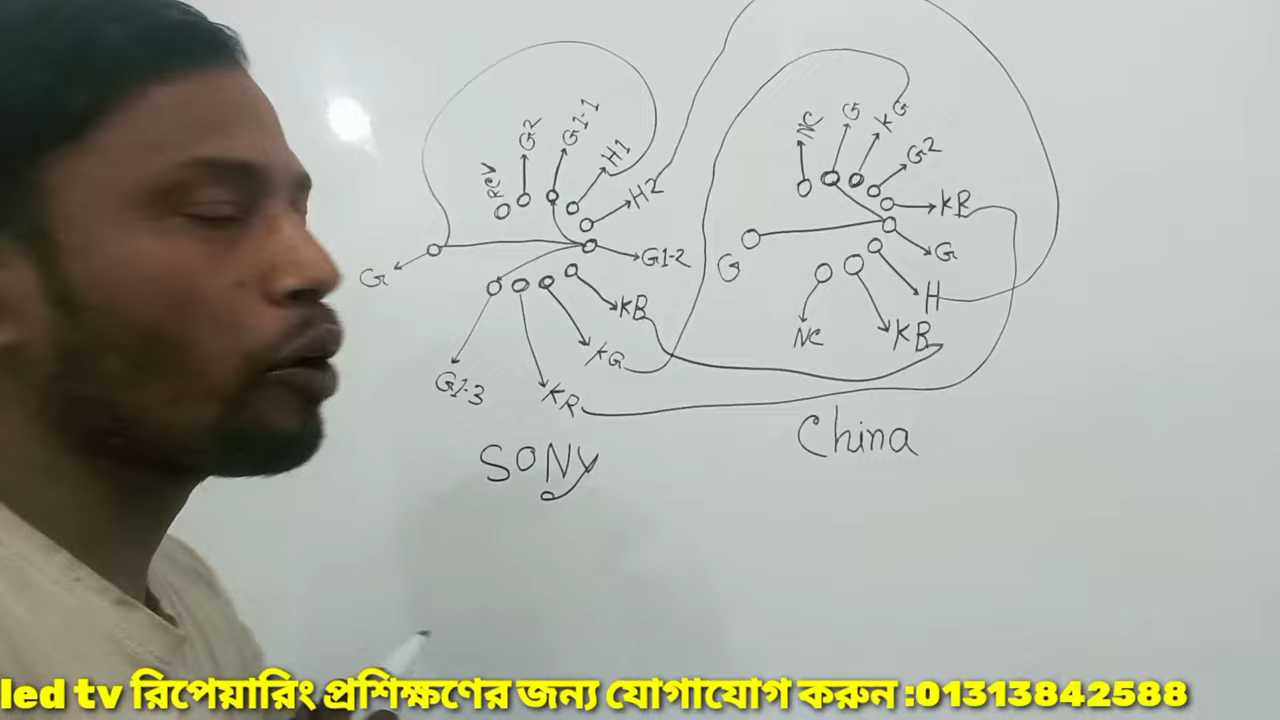 RCV
G2
G1-1
H1
H2
G
G1-2
KB
KG
KR
G1-3
SONY
NC
G
KG
G2
KB
G
G
H
KB
NC
China
led tv রিপেয়ারিং প্রশিক্ষণের জন্য যোগাযোগ করুন :01313842588